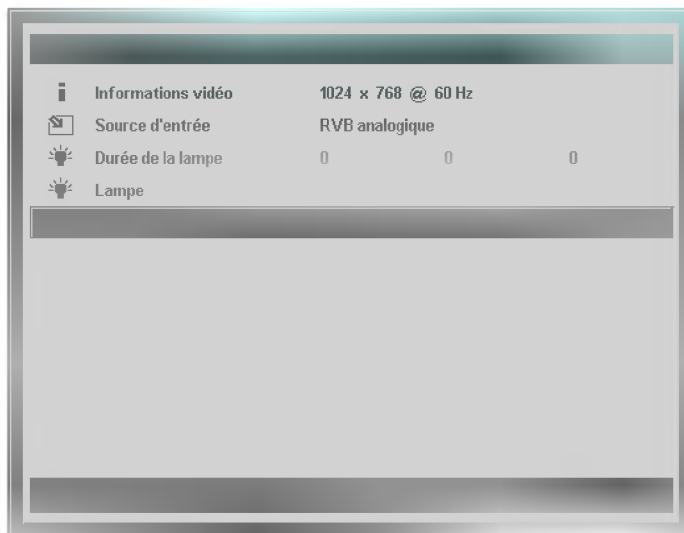 Informations vidéo 1024 x 768 @ 60 Hz
Source d'entrée RVB analogique
Durée de la lampe 0 0 0
Lampe